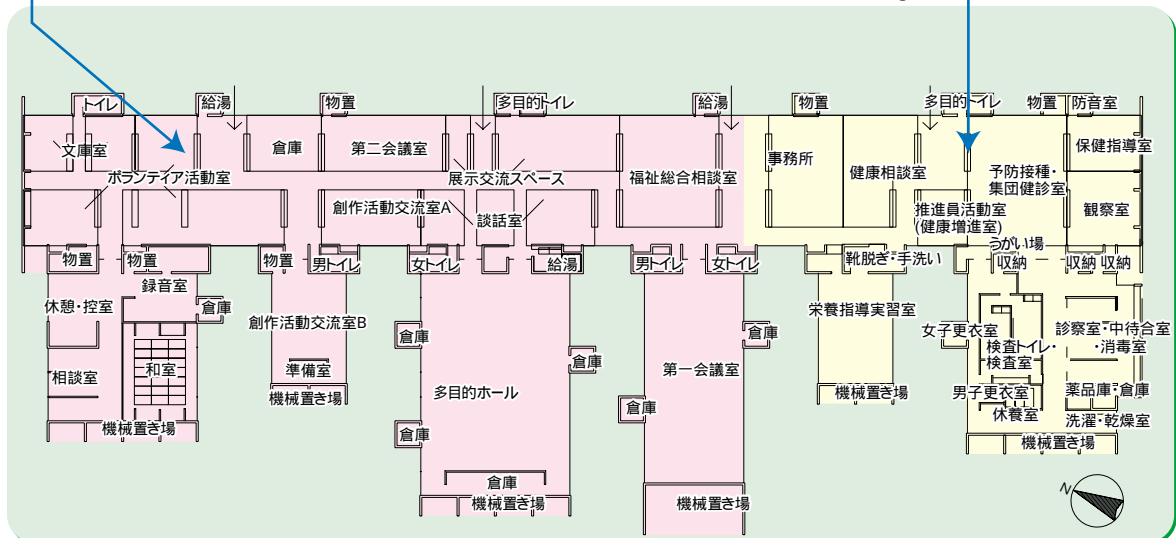 トイレ
給湯
物置
多目的トイレ
給湯
物置
多目的トイレ
物置
防音室
文庫室
ボランティア活動室
倉庫
第二会議室
展示交流スペース
創作活動交流室A
談話室
福祉総合相談室
事務所
健康相談室
予防接種・
集団健診室
推進員活動室
(健康増進室)
保健指導室
観察室
うがい場
物置
物置
物置
男トイレ
女トイレ
給湯
男トイレ
女トイレ
靴脱ぎ・手洗い
収納
収納
収納
休憩・控室
録音室
倉庫
相談室
和室
機械置き場
創作活動交流室B
準備室
機械置き場
倉庫
倉庫
多目的ホール
倉庫
倉庫
機械置き場
倉庫
第一会議室
倉庫
機械置き場
栄養指導実習室
機械置き場
女子更衣室
検査トイレ・
検査室
診察室・中待合室
・消毒室
男子更衣室
休養室
薬品庫・倉庫
洗濯・乾燥室
機械置き場
N